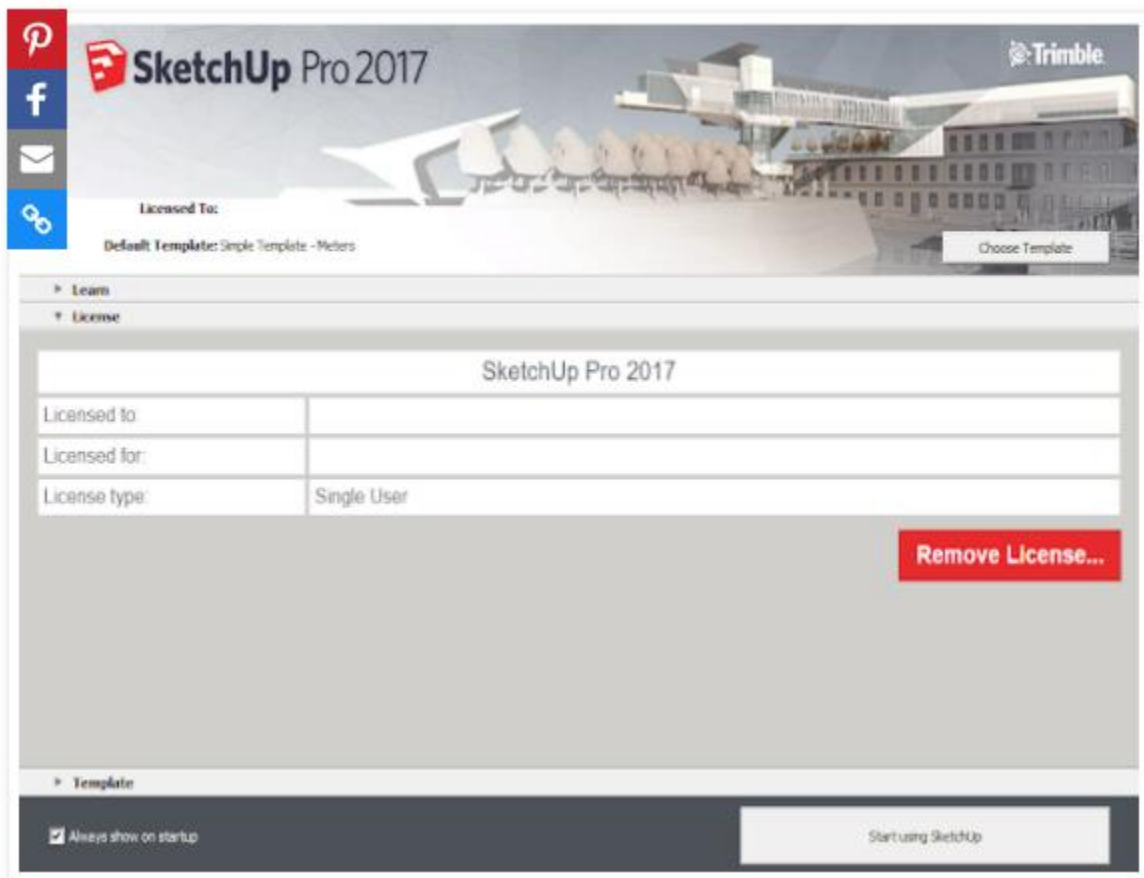 SketchUp Pro 2017
Trimble
Licensed To:
Default Template: Simple Template - Meters
Choose Template
Learn
License
SketchUp Pro 2017
Licensed to
Licensed for:
License type:
Single User
Remove License...
Template
Always show on startup
Start using SketchUp